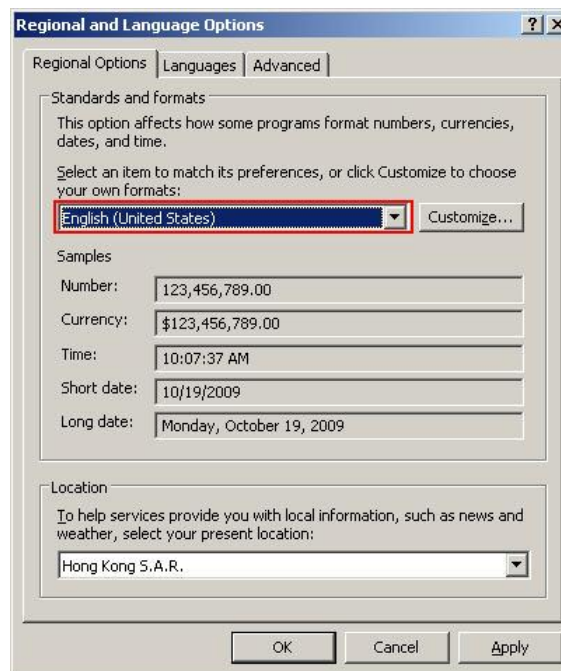 Regional and Language Options
Regional Options Languages Advanced
Standards and formats
This option affects how some programs format numbers, currencies,
dates, and time.
Select an item to match its preferences, or click Customize to choose
your own formats:
English (United States) Customize...
Samples
Number: 123,456,789.00
Currency: $123,456,789.00
Time: 10:07:37 AM
Short date: 10/19/2009
Long date: Monday, October 19, 2009
Location
To help services provide you with local information, such as news and
weather, select your present location:
Hong Kong S.A.R.
OK Cancel Apply